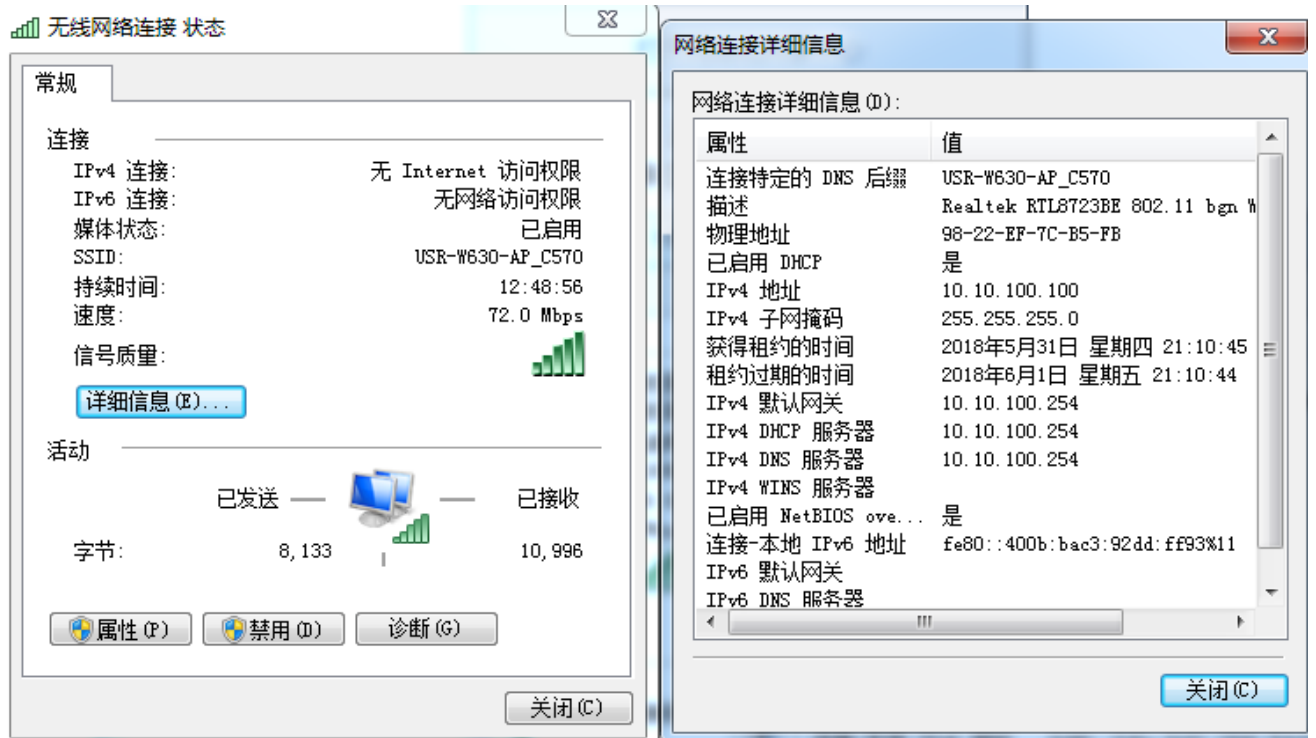 无线网络连接 状态
常规
连接
IPv4 连接: 无 Internet 访问权限
IPv6 连接: 无网络访问权限
媒体状态: 已启用
SSID: USR-W630-AP_C570
持续时间: 12:48:56
速度: 72.0 Mbps
信号质量:
详细信息(E)...
活动
已发送 — — 已接收
字节: 8,133 10,996
属性(P) 禁用(D) 诊断(G)
关闭(C)
网络连接详细信息
网络连接详细信息(D):
属性 值
连接特定的 DNS 后缀 USR-W630-AP_C570
描述 Realtek RTL8723BE 802.11 bgn W
物理地址 98-22-EF-7C-B5-FB
已启用 DHCP 是
IPv4 地址 10.10.100.100
IPv4 子网掩码 255.255.255.0
获得租约的时间 2018年5月31日 星期四 21:10:45
租约过期的时间 2018年6月1日 星期五 21:10:44
IPv4 默认网关 10.10.100.254
IPv4 DHCP 服务器 10.10.100.254
IPv4 DNS 服务器 10.10.100.254
IPv4 WINS 服务器
已启用 NetBIOS ove... 是
连接-本地 IPv6 地址 fe80::400b:bac3:92dd:ff93%11
IPv6 默认网关
IPv6 DNS 服务器
关闭(C)